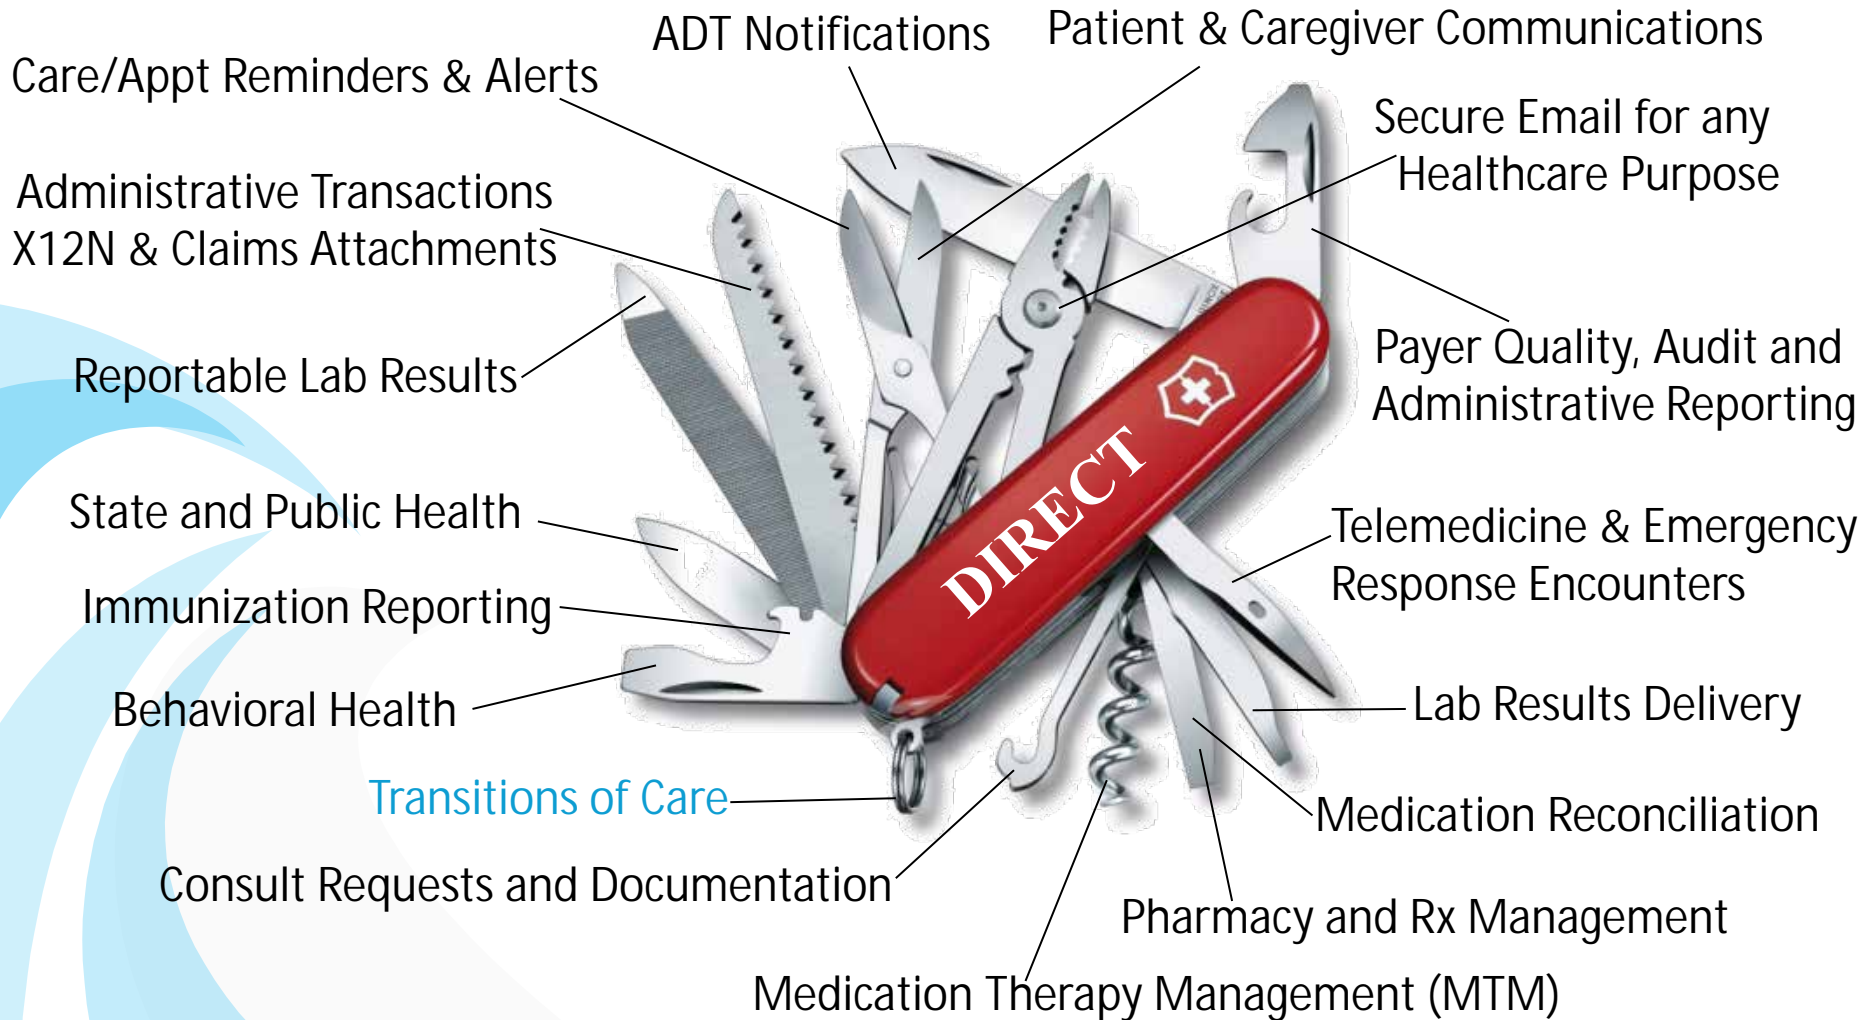 ADT Notifications
Patient & Caregiver Communications
Care/Appt Reminders & Alerts
Secure Email for any
Healthcare Purpose
Administrative Transactions
X12N & Claims Attachments
Reportable Lab Results
Payer Quality, Audit and
Administrative Reporting
DIRECT
State and Public Health
Telemedicine & Emergency
Response Encounters
Immunization Reporting
Behavioral Health
Lab Results Delivery
Transitions of Care
Medication Reconciliation
Consult Requests and Documentation
Pharmacy and Rx Management
Medication Therapy Management (MTM)